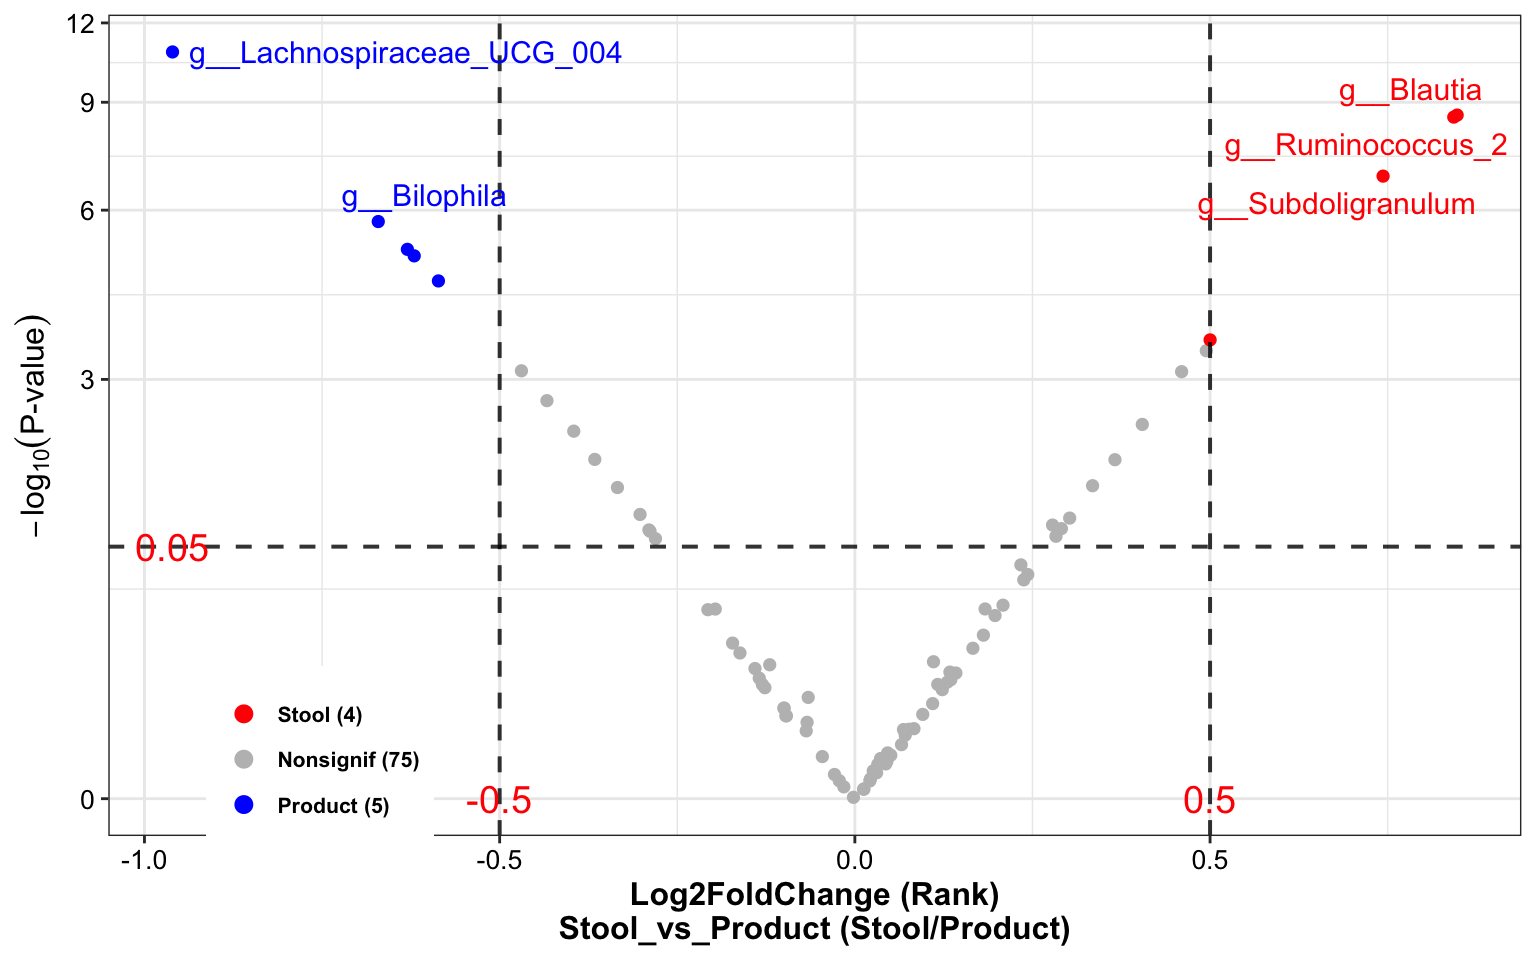 12
9
6
3
0
−log10(P-value)
g__Lachnospiraceae_UCG_004
g__Blautia
g__Ruminococcus_2
g__Bilophila
g__Subdoligranulum
0.05
Stool (4)
Nonsignif (75)
Product (5)
-0.5
0.5
-1.0
-0.5
0.0
0.5
Log2FoldChange (Rank)
Stool_vs_Product (Stool/Product)